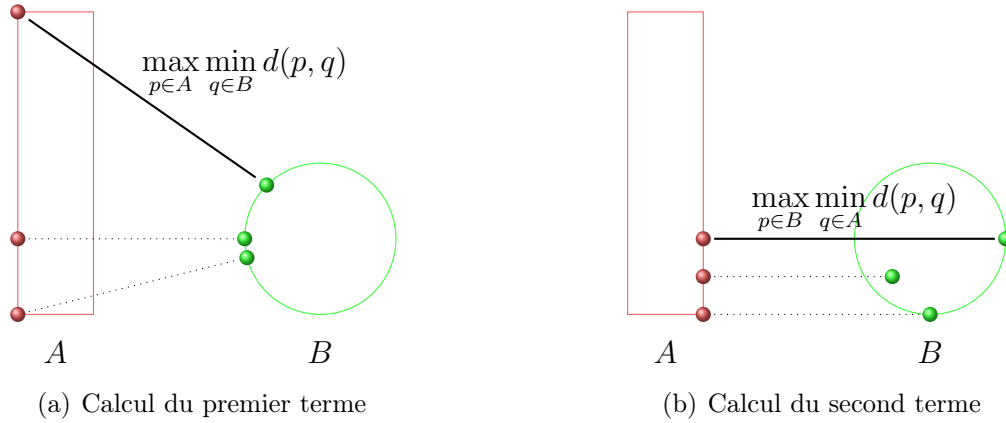 max min d(p, q)
p∈A q∈B
A
B
(a) Calcul du premier terme
max min d(p, q)
p∈B q∈A
A
B
(b) Calcul du second terme